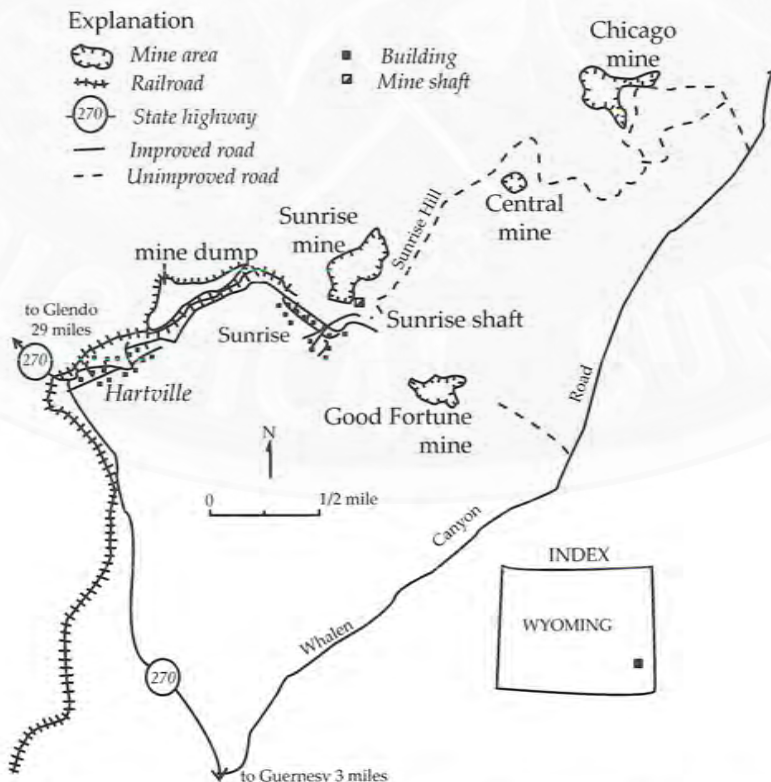 Explanation
Mine area
Railroad
270 State highway
Improved road
Unimproved road
Building
Mine shaft
Chicago
mine
Central
mine
Sunrise Hill
Sunrise
mine
mine dump
to Glendo
29 miles
270
Sunrise
Sunrise shaft
Hartville
Good Fortune
mine
N
0 1/2 mile
Road
Canyon
Whalen
270
to Guernesy 3 miles
INDEX
WYOMING